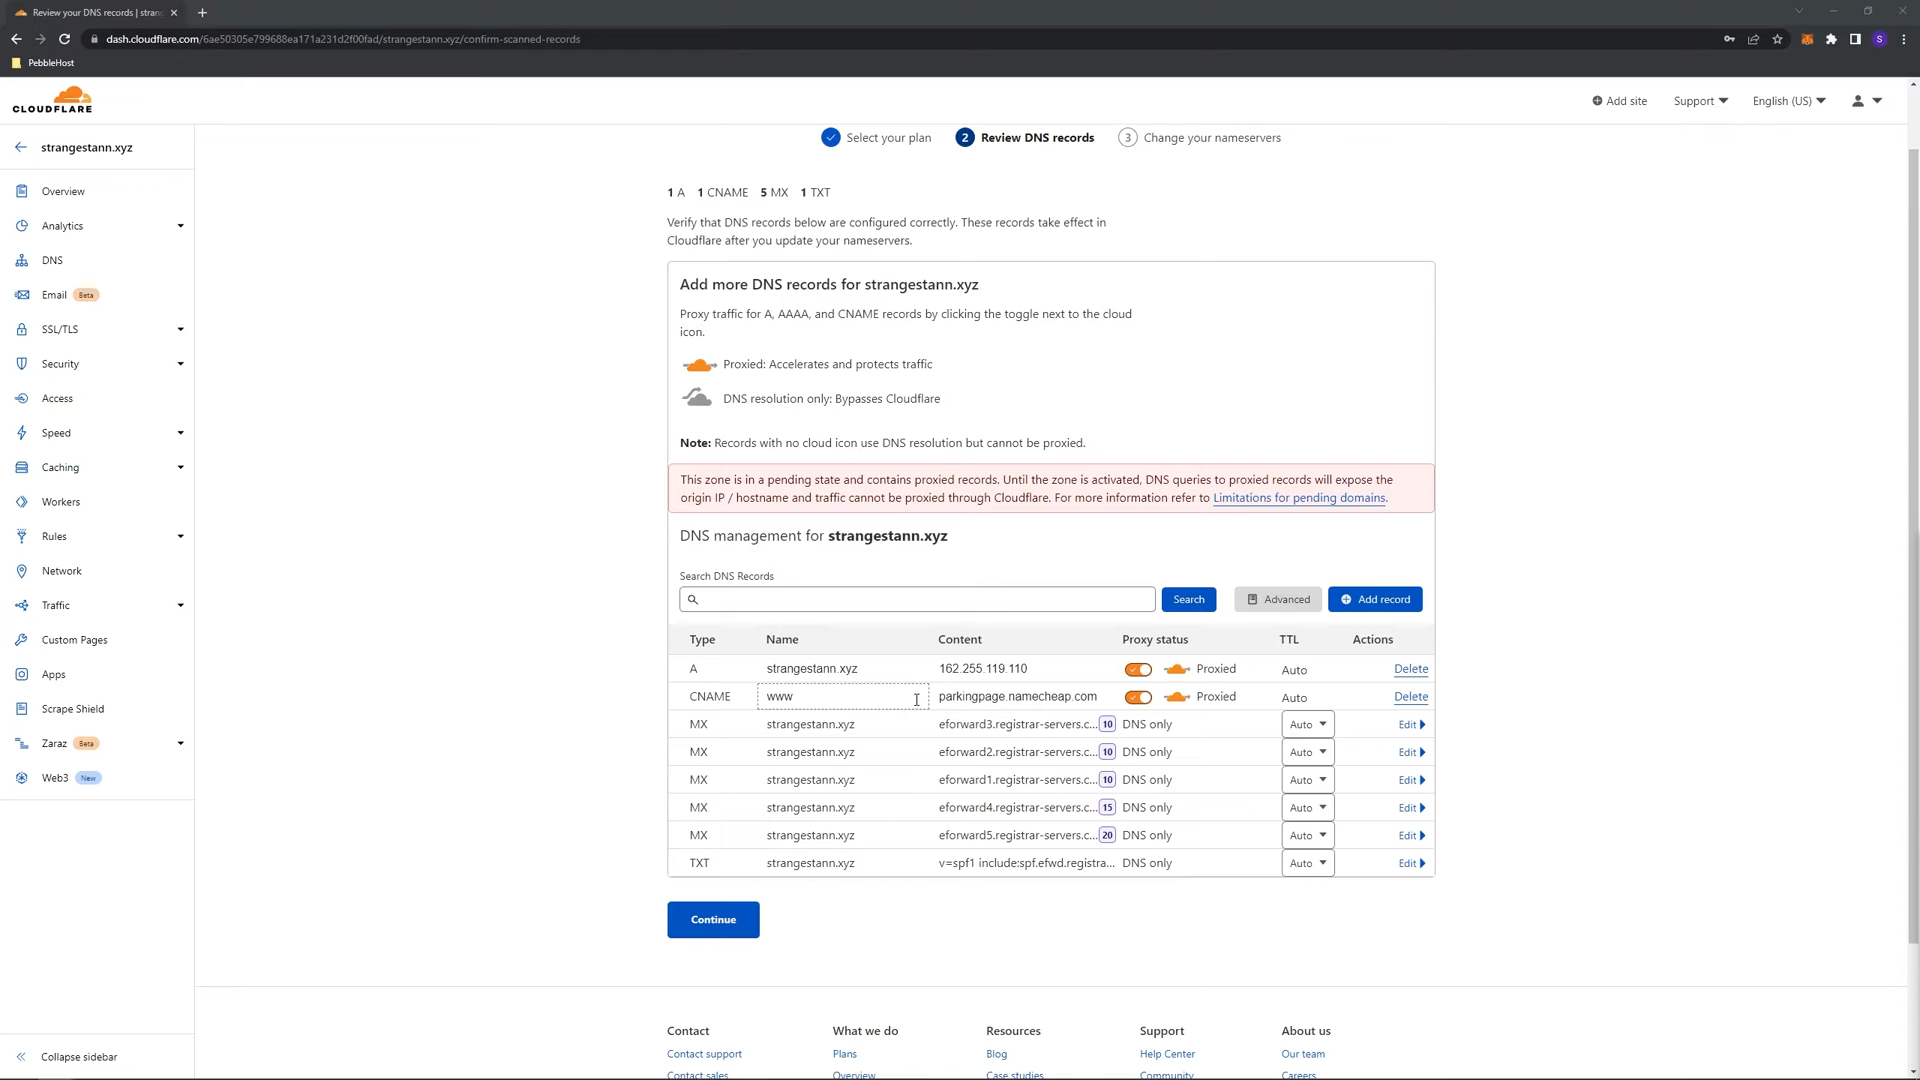 Review your DNS records | stran
dash.cloudflare.com/6ae50305e799688ea171a231d2f00fad/strangestann.xyz/confirm-scanned-records
S
PebbleHost
CLOUDFLARE
Add site
Support
English (US)
strangestann.xyz
Overview
Analytics
DNS
Email Beta
SSL/TLS
Security
Access
Speed
Caching
Workers
Rules
Network
Traffic
Custom Pages
Apps
Scrape Shield
Zaraz Beta
Web3 New
Collapse sidebar
Select your plan
2 Review DNS records
3 Change your nameservers
1 A 1 CNAME 5 MX 1 TXT
Verify that DNS records below are configured correctly. These records take effect in
Cloudflare after you update your nameservers.
Add more DNS records for strangestann.xyz
Proxy traffic for A, AAAA, and CNAME records by clicking the toggle next to the cloud
icon.
Proxied: Accelerates and protects traffic
DNS resolution only: Bypasses Cloudflare
Note: Records with no cloud icon use DNS resolution but cannot be proxied.
This zone is in a pending state and contains proxied records. Until the zone is activated, DNS queries to proxied records will expose the
origin IP / hostname and traffic cannot be proxied through Cloudflare. For more information refer to Limitations for pending domains.
DNS management for strangestann.xyz
Search DNS Records
Search
Advanced
Add record
Type Name Content Proxy status TTL Actions
A strangestann.xyz 162.255.119.110 Proxied Auto Delete
CNAME www parkingpage.namecheap.com Proxied Auto Delete
MX strangestann.xyz eforward3.registrar-servers.c... 10 DNS only Auto Edit
MX strangestann.xyz eforward2.registrar-servers.c... 10 DNS only Auto Edit
MX strangestann.xyz eforward1.registrar-servers.c... 10 DNS only Auto Edit
MX strangestann.xyz eforward4.registrar-servers.c... 15 DNS only Auto Edit
MX strangestann.xyz eforward5.registrar-servers.c... 20 DNS only Auto Edit
TXT strangestann.xyz v=spf1 include:spf.efwd.registra... DNS only Auto Edit
Continue
Contact What we do Resources Support About us
Contact support Plans Blog Help Center Our team
Contact sales Overview Case studies Community Careers